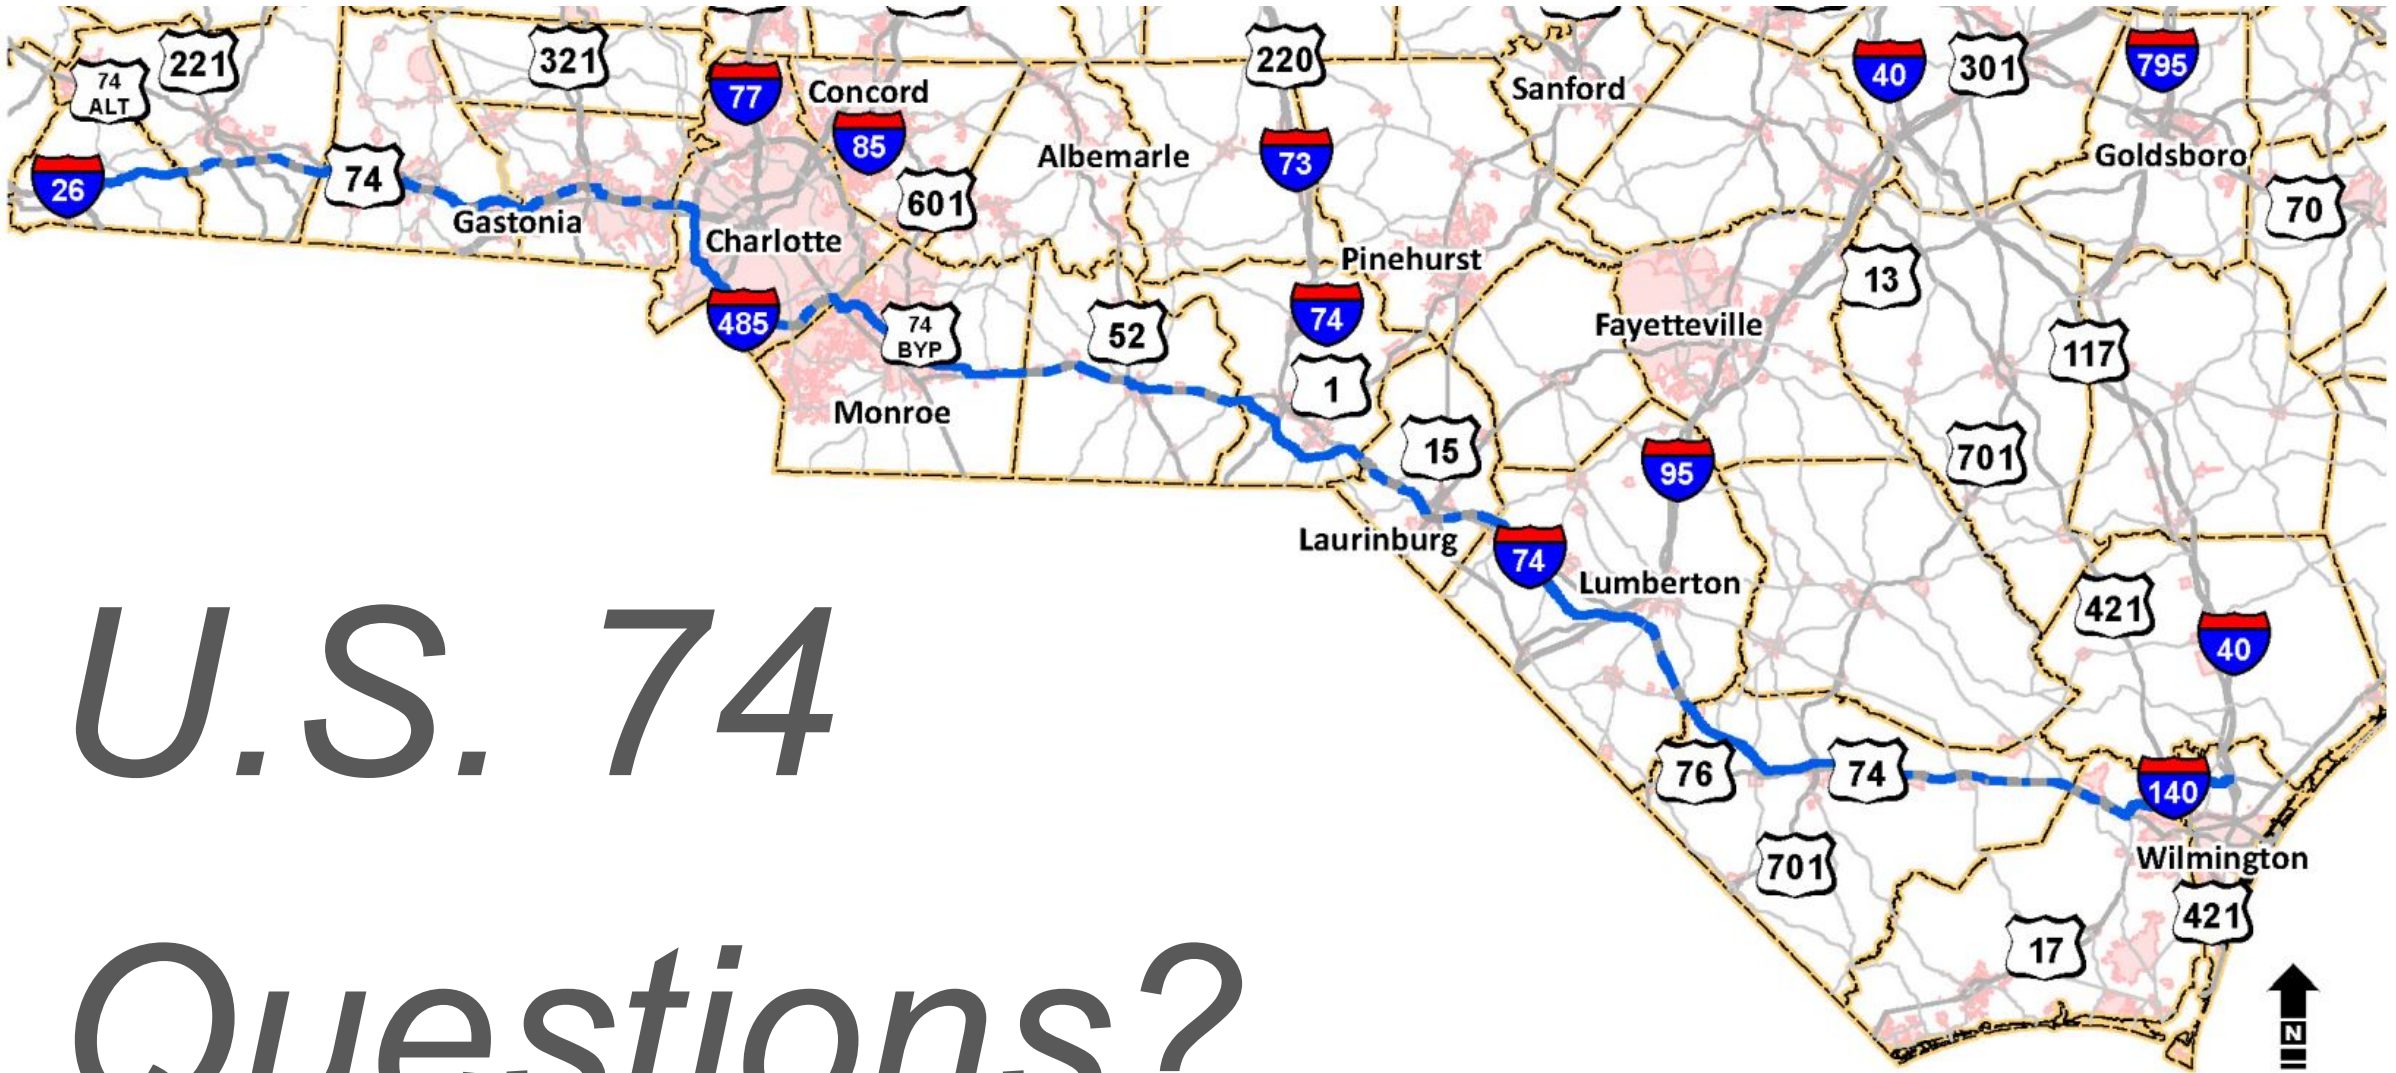 220
321
221
301
795
40
74
ALT
77
Concord
Sanford
85
Albemarle
73
Goldsboro
26
74
601
70
Gastonia
Charlotte
Pinehurst
13
485
74
Fayetteville
74
BYP
52
117
1
Monroe
15
701
95
Laurinburg
74
Lumberton
421
40
U.S. 74
76
74
140
Wilmington
701
421
17
Questions?
N